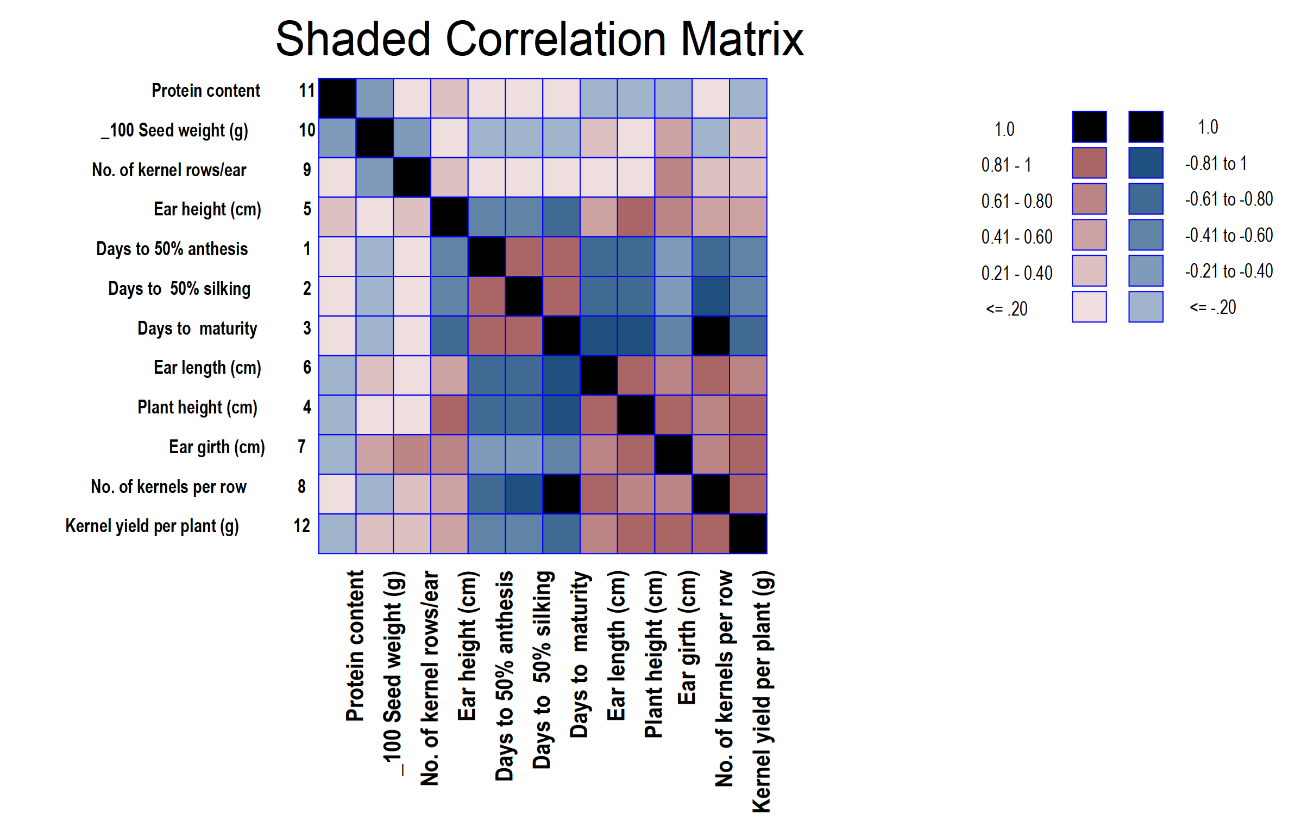 Shaded Correlation Matrix
Protein content 11
_100 Seed weight (g) 10
No. of kernel rows/ear 9
Ear height (cm) 5
Days to 50% anthesis 1
Days to  50% silking 2
Days to  maturity 3
Ear length (cm) 6
Plant height (cm) 4
Ear girth (cm) 7
No. of kernels per row 8
Kernel yield per plant (g) 12
Protein content
_100 Seed weight (g)
No. of kernel rows/ear
Ear height (cm)
Days to 50% anthesis
Days to  50% silking
Days to  maturity
Ear length (cm)
Plant height (cm)
Ear girth (cm)
No. of kernels per row
Kernel yield per plant (g)
1.0 1.0
0.81 - 1 -0.81 to 1
0.61 - 0.80 -0.61 to -0.80
0.41 - 0.60 -0.41 to -0.60
0.21 - 0.40 -0.21 to -0.40
<= .20 <= -.20